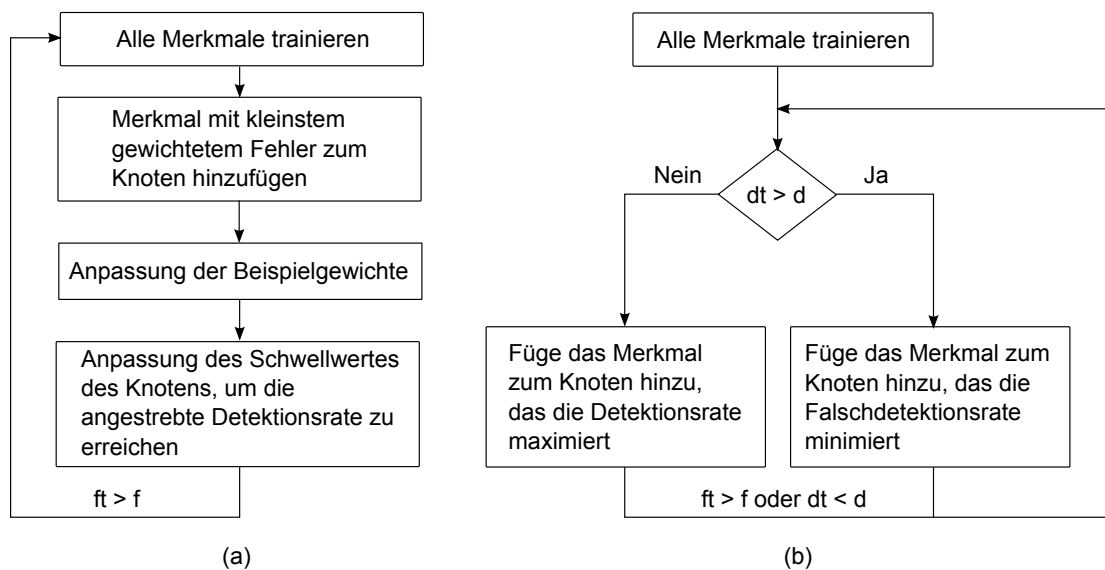 Alle Merkmale trainieren
Merkmal mit kleinstem
gewichtetem Fehler zum
Knoten hinzufügen
Anpassung der Beispielgewichte
Anpassung des Schwellwertes
des Knotens, um die
angestrebte Detektionsrate zu
erreichen
ft > f
(a)
Alle Merkmale trainieren
Nein
dt > d
Ja
Füge das Merkmal
zum Knoten hinzu,
das die Detektionsrate
maximiert
Füge das Merkmal zum
Knoten hinzu, das die
Falschdetektionsrate
minimiert
ft > f oder dt < d
(b)